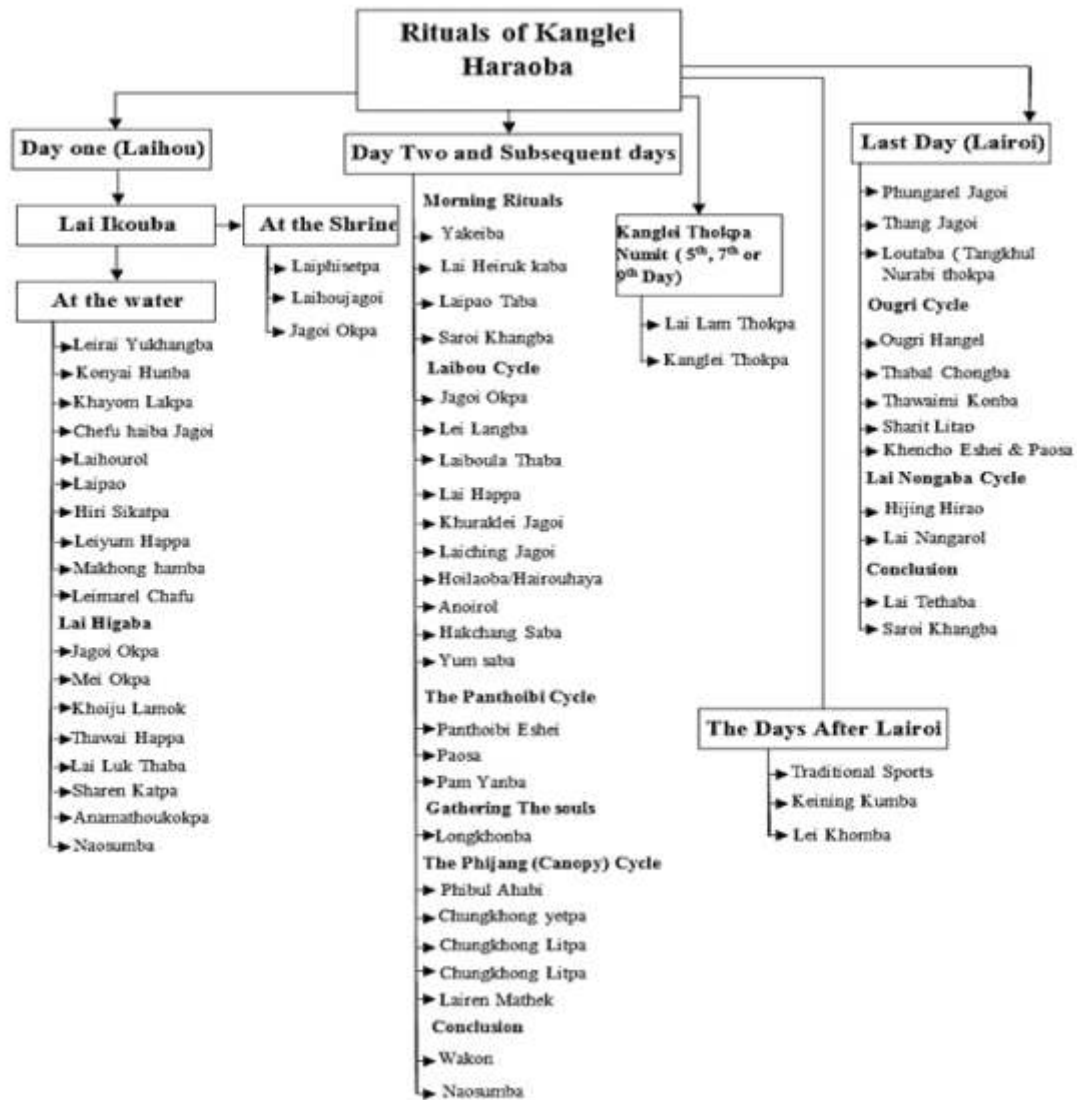 Rituals of Kanglei
Haraoba
Day one (Laihou)
Lai Ikouba
At the Shrine
Laiphisetpa
Laihoujagoi
Jagoi Okpa
At the water
Leirai Yukhangba
Konyai Hunba
Khayom Lakpa
Chefu haiba Jagoi
Laihourol
Laipao
Hiri Sikatpa
Leiyum Happa
Makhong hamba
Leimarel Chafu
Lai Higaba
Jagoi Okpa
Mei Okpa
Khoiju Lamok
Thawai Happa
Lai Luk Thaba
Sharen Katpa
Anamathoukokpa
Naosumba
Day Two and Subsequent days
Morning Rituals
Yakeiba
Lai Heiruk kaba
Laipao Taba
Saroi Khangba
Laibou Cycle
Jagoi Okpa
Lei Langba
Laiboula Thaba
Lai Happa
Khuraklei Jagoi
Laiching Jagoi
Hoilaoba/Hairouhaya
Anoirol
Hakchang Saba
Yum saba
The Panthoibi Cycle
Panthoibi Eshei
Paosa
Pam Yanba
Gathering The souls
Longkhonba
The Phijang (Canopy) Cycle
Phibul Ahabi
Chungkhong yetpa
Chungkhong Litpa
Chungkhong Litpa
Lairen Mathek
Conclusion
Wakon
Naosumba
Kanglei Thokpa
Numit ( 5th, 7th or
9th Day)
Lai Lam Thokpa
Kanglei Thokpa
Last Day (Lairoi)
Phungarel Jagoi
Thang Jagoi
Loutaba ( Tangkhul
Nurabi thokpa
Ougri Cycle
Ougri Hangel
Thabal Chongba
Thawaimi Konba
Sharit Litao
Khencho Eshei & Paosa
Lai Nongaba Cycle
Hijing Hirao
Lai Nangarol
Conclusion
Lai Tethaba
Saroi Khangba
The Days After Lairoi
Traditional Sports
Keining Kumba
Lei Khomba